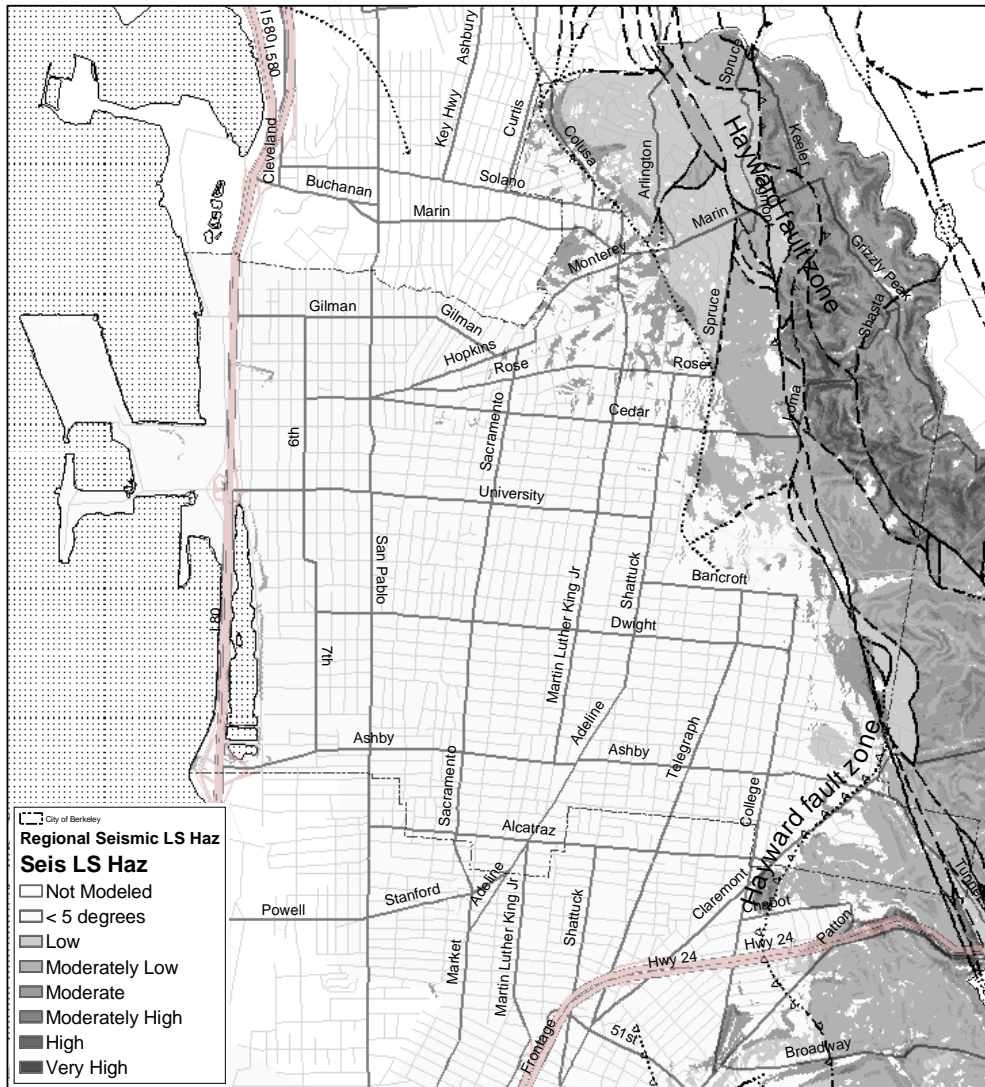 I 580
I 580
Ashbury
Key Hwy
Curtis
Colusa
Spruce
Keeler
Cleveland
Buchanan
Solano
Arlington
Hayward fault zone
Marin
Marin
Monterey
Grizzly Peak
Shasta
Gilman
Gilman
Hopkins
Spruce
Rose
Rose
Cedar
Loma
Sacramento
6th
University
San Pablo
Shattuck
Bancroft
Martin Luther King Jr
Dwight
I 80
7th
Adeline
Telegraph
Ashby
Ashby
Hayward fault zone
Sacramento
College
Alcatraz
Claremont
Chabot
Tunnel
Adeline
Stanford
Powell
Martin Luther King Jr
Shattuck
Market
Patton
Hwy 24
Hwy 24
Frontage
51st
Broadway
City of Berkeley
Regional Seismic LS Haz
Seis LS Haz
Not Modeled
< 5 degrees
Low
Moderately Low
Moderate
Moderately High
High
Very High